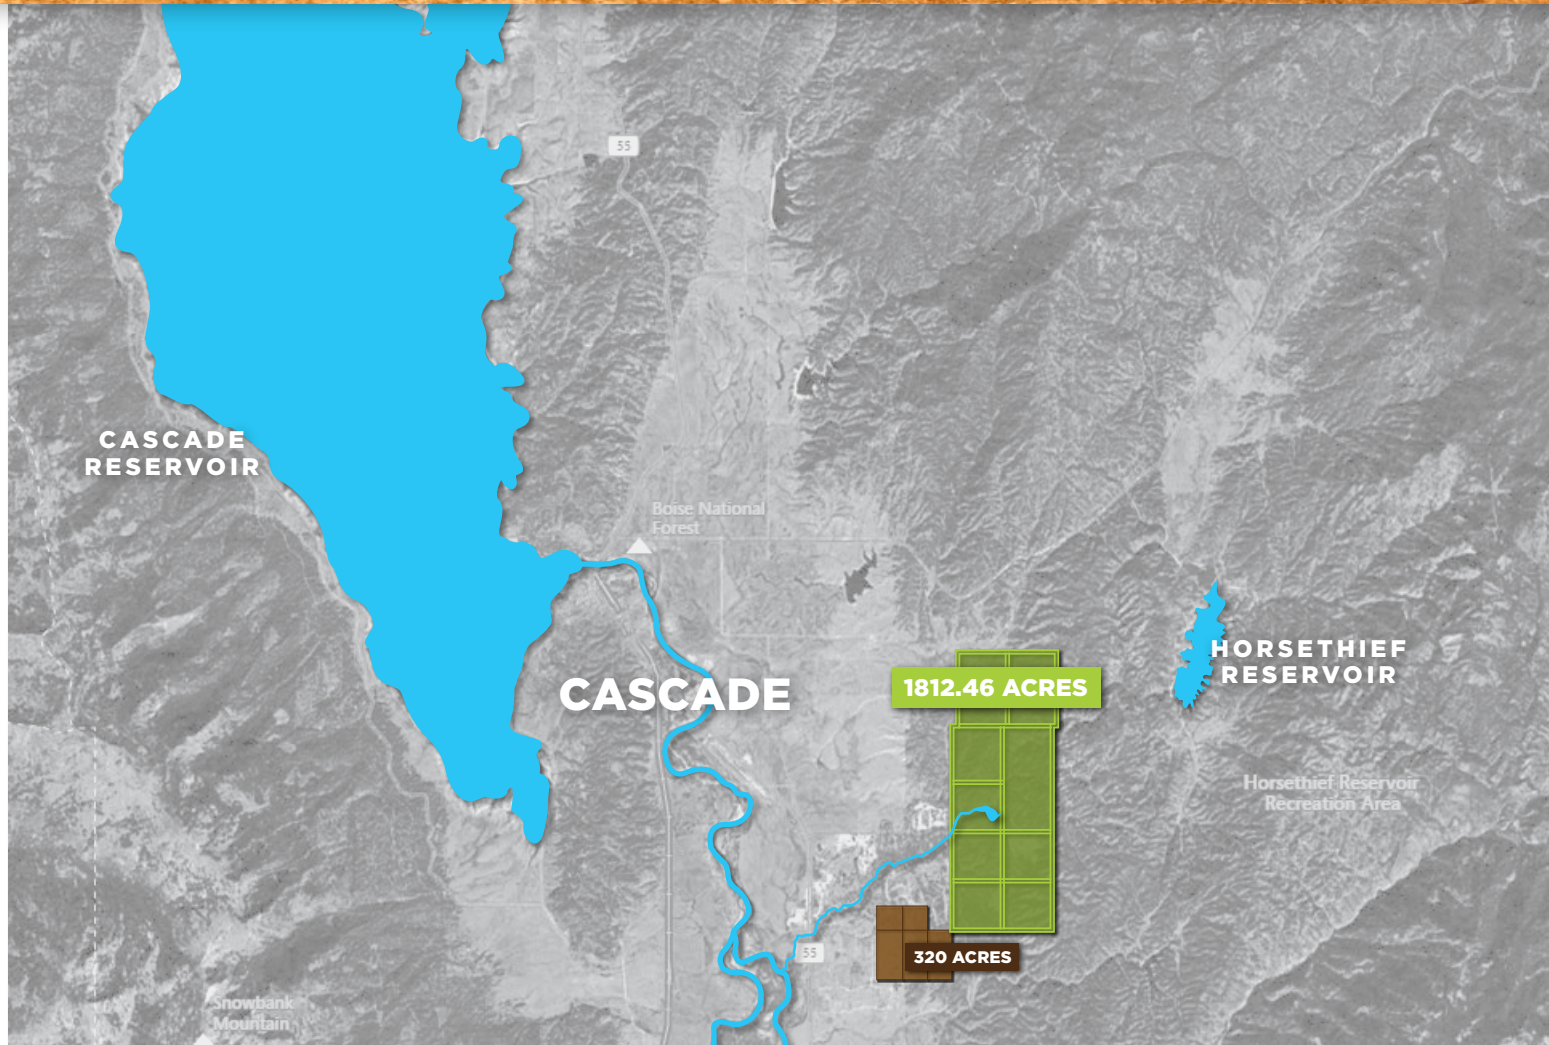 55
CASCADE
RESERVOIR
Boise National
Forest
HORSETHIEF
RESERVOIR
CASCADE
1812.46 ACRES
Horsethief Reservoir
Recreation Area
55
320 ACRES
Snowbank
Mountain